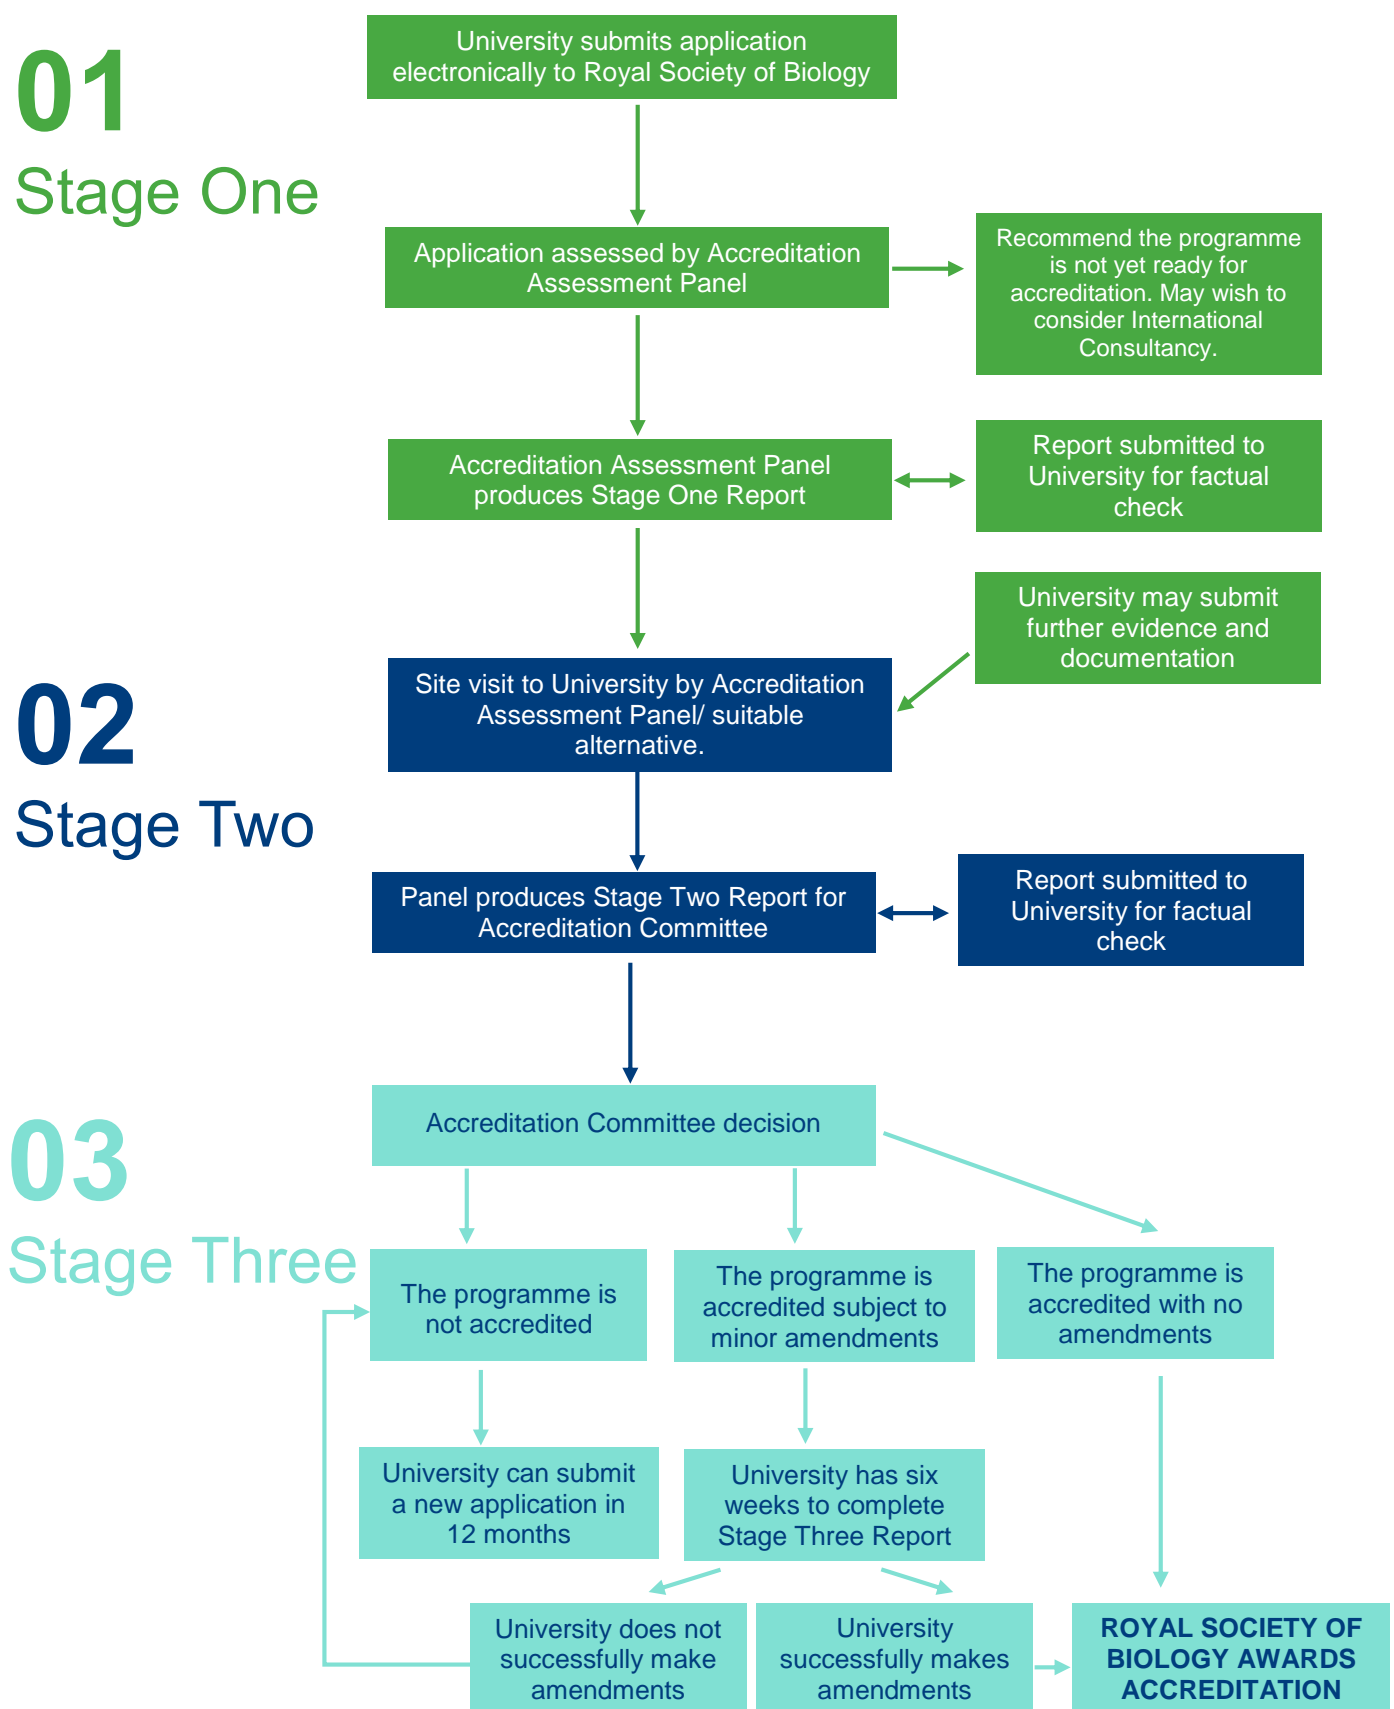 01
Stage One
University submits application
electronically to Royal Society of Biology
Application assessed by Accreditation
Assessment Panel
Recommend the programme
is not yet ready for
accreditation. May wish to
consider International
Consultancy.
Accreditation Assessment Panel
produces Stage One Report
Report submitted to
University for factual
check
University may submit
further evidence and
documentation
02
Stage Two
Site visit to University by Accreditation
Assessment Panel/ suitable
alternative.
Panel produces Stage Two Report for
Accreditation Committee
Report submitted to
University for factual
check
03
Stage Three
Accreditation Committee decision
The programme is
not accredited
The programme is
accredited subject to
minor amendments
The programme is
accredited with no
amendments
University can submit
a new application in
12 months
University has six
weeks to complete
Stage Three Report
University does not
successfully make
amendments
University
successfully makes
amendments
ROYAL SOCIETY OF
BIOLOGY AWARDS
ACCREDITATION